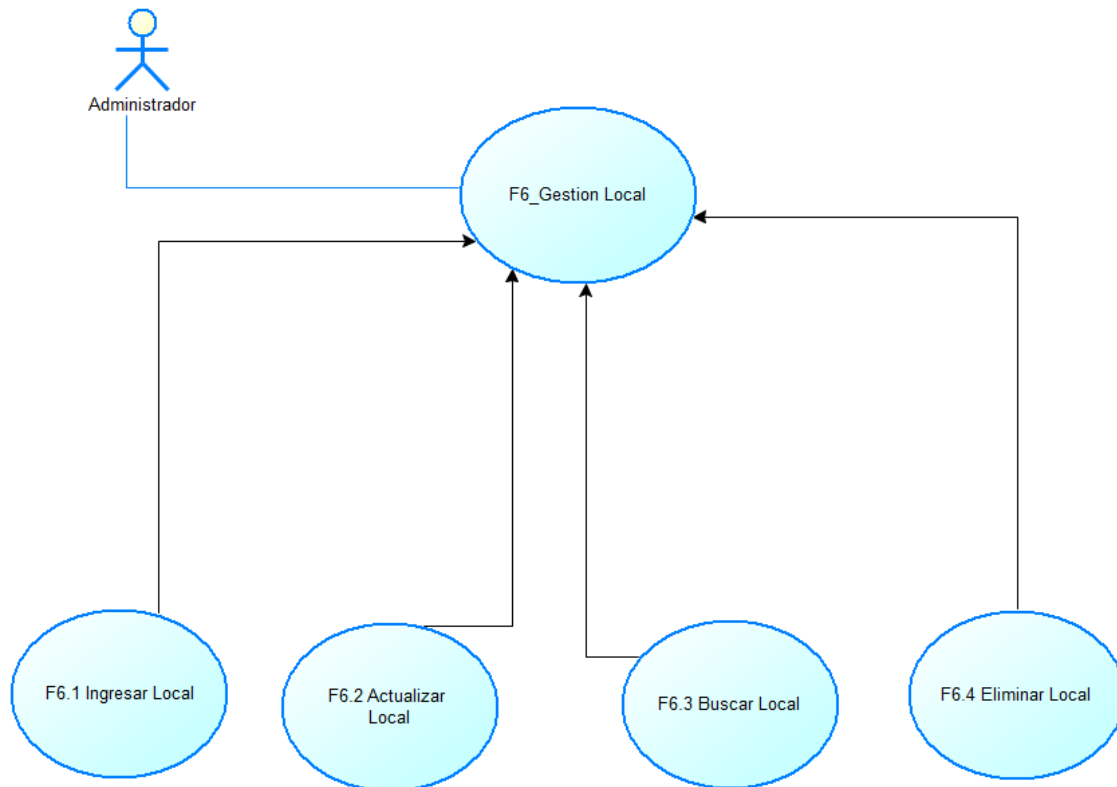 Administrador
F6_Gestion Local
F6.1 Ingresar Local
F6.2 Actualizar
Local
F6.3 Buscar Local
F6.4 Eliminar Local